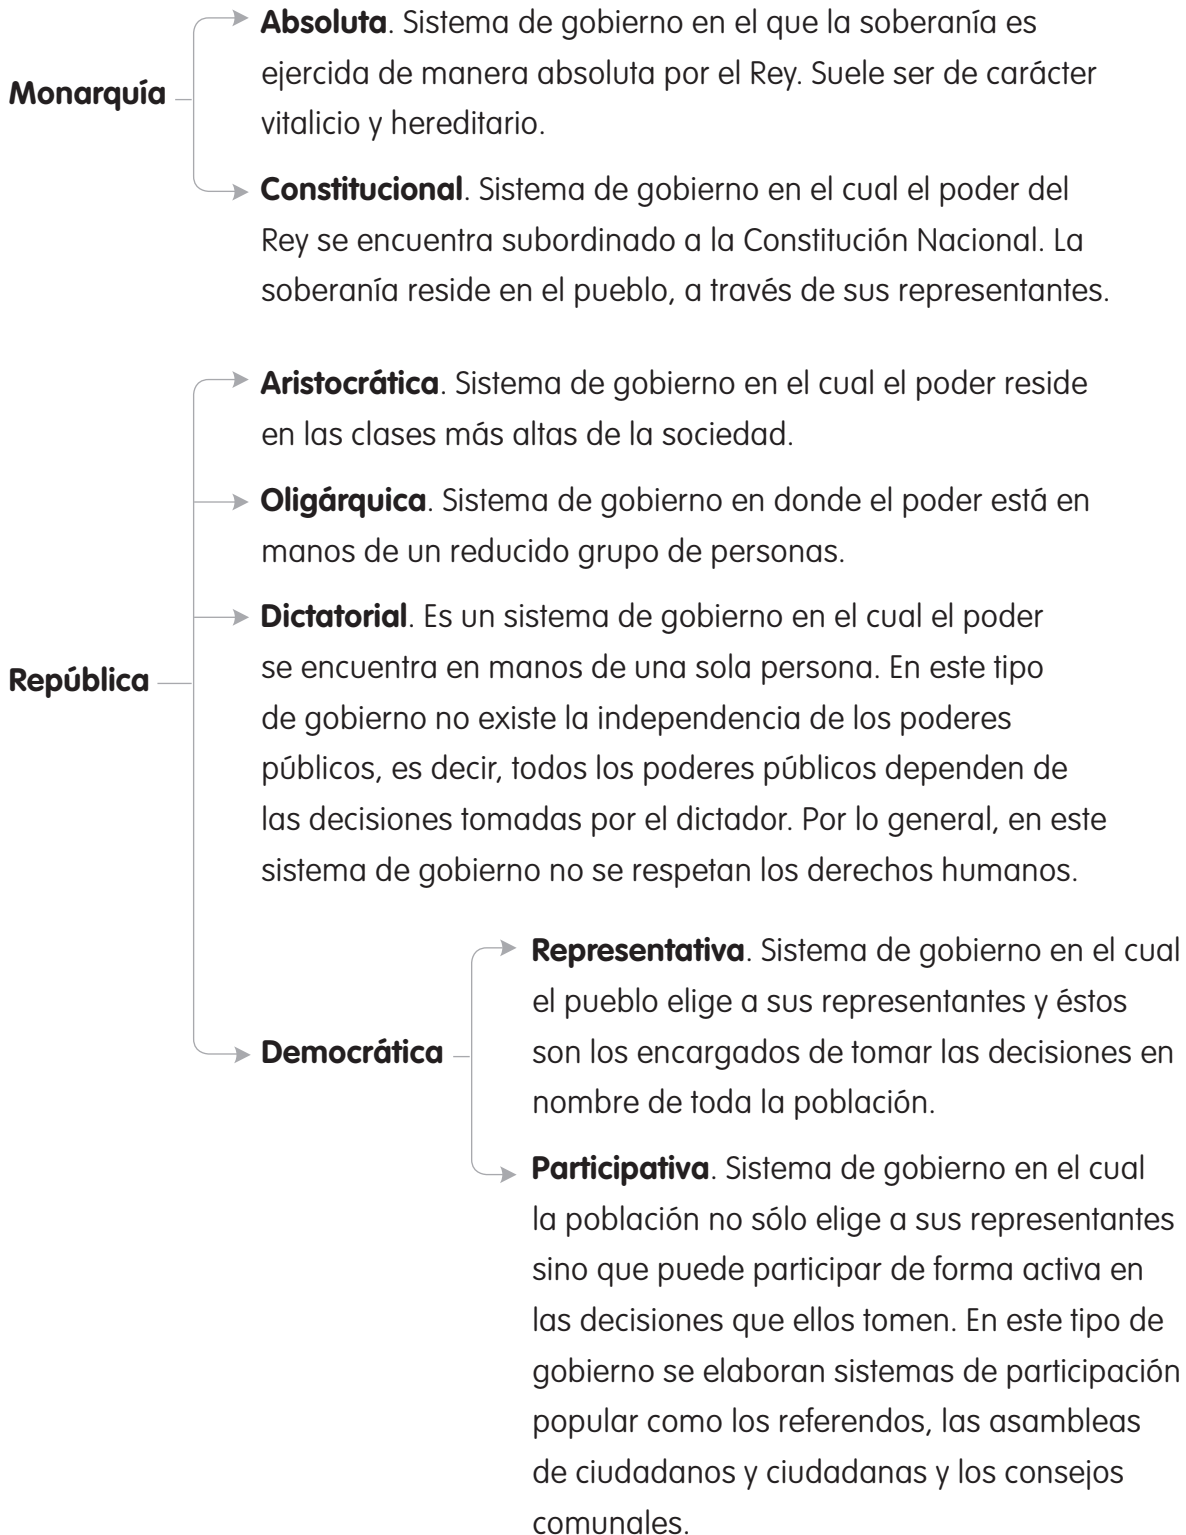 Monarquía
Absoluta. Sistema de gobierno en el que la soberanía es
ejercida de manera absoluta por el Rey. Suele ser de carácter
vitalicio y hereditario.
Constitucional. Sistema de gobierno en el cual el poder del
Rey se encuentra subordinado a la Constitución Nacional. La
soberanía reside en el pueblo, a través de sus representantes.
República
Aristocrática. Sistema de gobierno en el cual el poder reside
en las clases más altas de la sociedad.
Oligárquica. Sistema de gobierno en donde el poder está en
manos de un reducido grupo de personas.
Dictatorial. Es un sistema de gobierno en el cual el poder
se encuentra en manos de una sola persona. En este tipo
de gobierno no existe la independencia de los poderes
públicos, es decir, todos los poderes públicos dependen de
las decisiones tomadas por el dictador. Por lo general, en este
sistema de gobierno no se respetan los derechos humanos.
Democrática
Representativa. Sistema de gobierno en el cual
el pueblo elige a sus representantes y éstos
son los encargados de tomar las decisiones en
nombre de toda la población.
Participativa. Sistema de gobierno en el cual
la población no sólo elige a sus representantes
sino que puede participar de forma activa en
las decisiones que ellos tomen. En este tipo de
gobierno se elaboran sistemas de participación
popular como los referendos, las asambleas
de ciudadanos y ciudadanas y los consejos
comunales.